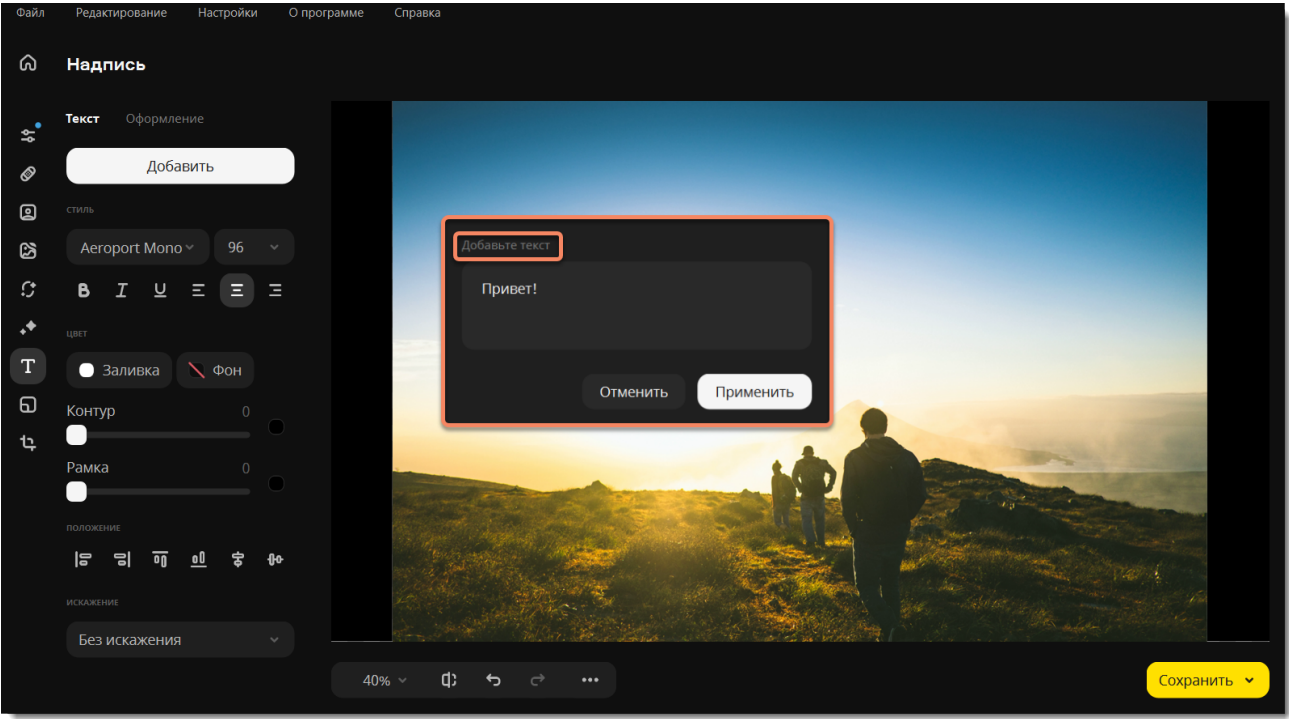 Файл Редактирование Настройки О программе Справка
Надпись
Текст Оформление
Добавить
СТИЛЬ
Aeroport Mono 96
B I U
ЦВЕТ
T
Заливка Фон
Контур 0
Рамка 0
ПОЛОЖЕНИЕ
ИСКАЖЕНИЕ
Без искажения
Добавьте текст
Привет!
Отменить Применить
40%
Сохранить